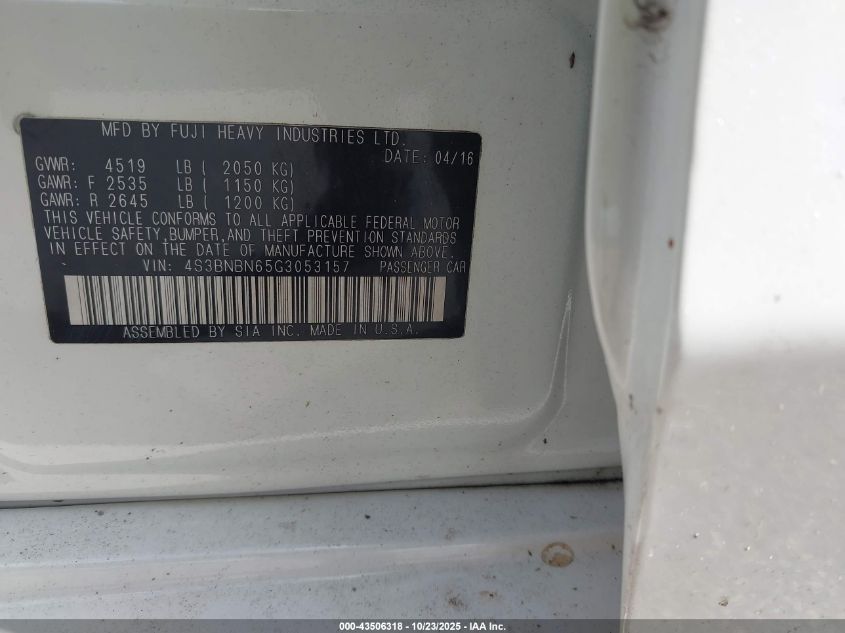 MFD BY FUJI HEAVY INDUSTRIES LTD.
DATE: 04/16
GVWR: 4519 LB ( 2050 KG)
GAWR: F 2535 LB ( 1150 KG)
GAWR: R 2645 LB ( 1200 KG)
THIS VEHICLE CONFORMS TO ALL APPLICABLE FEDERAL MOTOR
VEHICLE SAFETY,BUMPER,AND THEFT PREVENTION STANDARDS
IN EFFECT ON THE DATE OF MANUFACTURE SHOWN ABOVE.
VIN: 4S3BNBN65G3053157 PASSENGER CAR
ASSEMBLED BY SIA INC. MADE IN U.S.A.
000-43506318 - 10/23/2025 - IAA Inc.